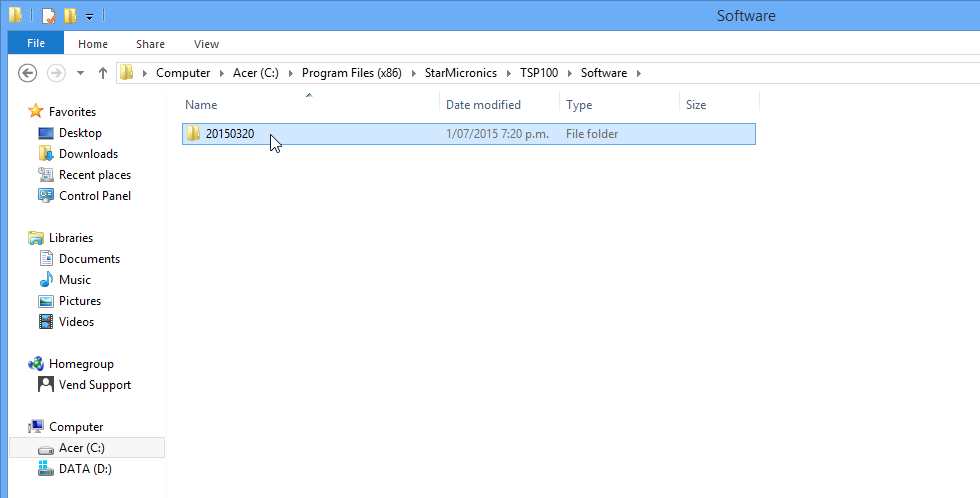 Software
File Home Share View
Computer Acer (C:) Program Files (x86) StarMicronics TSP100 Software
Name Date modified Type Size
20150320 1/07/2015 7:20 p.m. File folder
Favorites
Desktop
Downloads
Recent places
Control Panel
Libraries
Documents
Music
Pictures
Videos
Homegroup
Vend Support
Computer
Acer (C:)
DATA (D:)